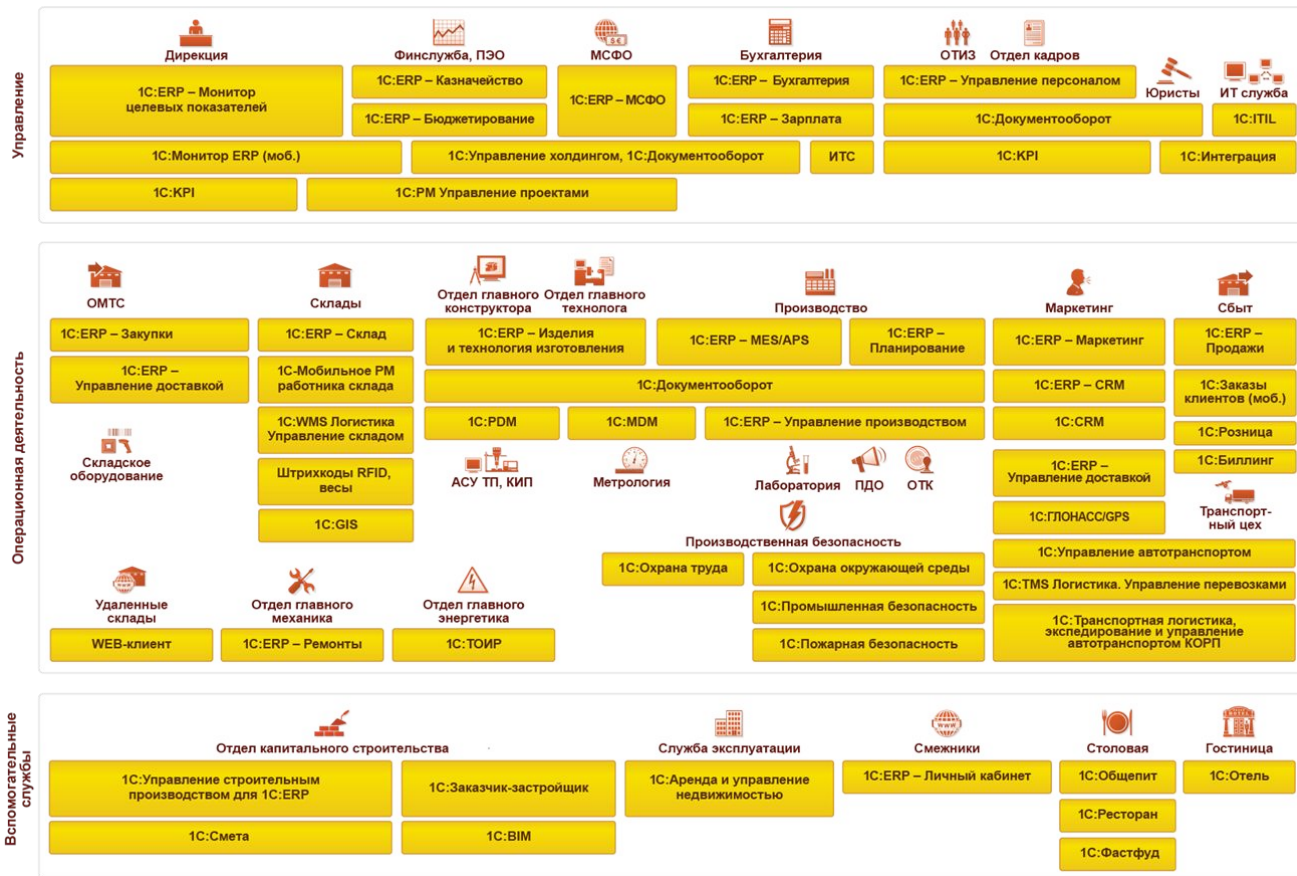 Управление
Дирекция
Финслужба, ПЭО
МСФО
Бухгалтерия
ОТИЗ
Отдел кадров
Юристы
ИТ служба
1С:ERP – Монитор
целевых показателей
1С:ERP – Казначейство
1С:ERP – Бюджетирование
1С:ERP – МСФО
1С:ERP – Бухгалтерия
1С:ERP – Зарплата
1С:ERP – Управление персоналом
1С:Документооборот
1С:ITIL
1С:Монитор ERP (моб.)
1С:Управление холдингом, 1С:Документооборот
ИТС
1С:KPI
1С:Интеграция
1С:KPI
1С:PM Управление проектами
Операционная деятельность
ОМТС
Склады
Отдел главного
конструктора
Отдел главного
технолога
Производство
Маркетинг
Сбыт
1С:ERP – Закупки
1С:ERP –
Управление доставкой
1С:ERP – Склад
1С-Мобильное РМ
работника склада
1С:WMS Логистика
Управление складом
Штрихкоды RFID,
весы
1С:GIS
Складское
оборудование
1С:ERP – Изделия
и технология изготовления
1С:ERP – MES/APS
1С:ERP –
Планирование
1С:Документооборот
1С:PDM
1С:MDM
1С:ERP – Управление производством
АСУ ТП, КИП
Метрология
Лаборатория
ПДО
ОТК
Производственная безопасность
1С:Охрана труда
1С:Охрана окружающей среды
1С:Промышленная безопасность
1С:Пожарная безопасность
1С:ERP – Маркетинг
1С:ERP – CRM
1С:CRM
1С:ERP –
Управление доставкой
1С:ГЛОНАСС/GPS
1С:ERP –
Продажи
1С:Заказы
клиентов (моб.)
1С:Розница
1С:Биллинг
Транспорт-
ный цех
1С:Управление автотранспортом
1С:TMS Логистика. Управление перевозками
1С:Транспортная логистика,
экспедирование и управление
автотранспортом КОРП
Удаленные
склады
Отдел главного
механика
Отдел главного
энергетика
WEB-клиент
1С:ERP – Ремонты
1С:ТОИР
Вспомогательные
службы
Отдел капитального строительства
Служба эксплуатации
Смежники
Столовая
Гостиница
1С:Управление строительным
производством для 1С:ERP
1С:Заказчик-застройщик
1С:Смета
1С:BIM
1С:Аренда и управление
недвижимостью
1С:ERP – Личный кабинет
1С:Общепит
1С:Ресторан
1С:Фастфуд
1С:Отель